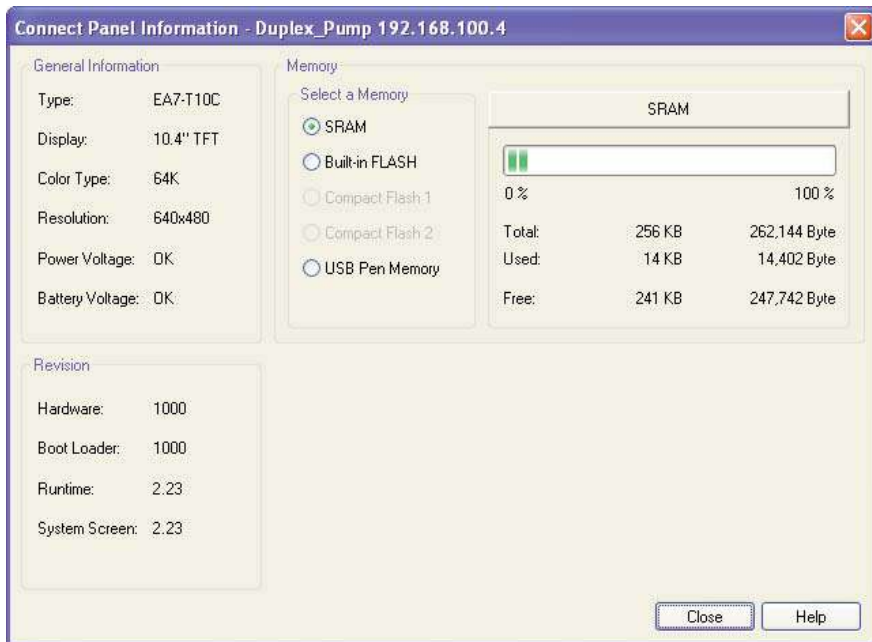 Connect Panel Information - Duplex_Pump 192.168.100.4
General Information
Type: EA7-T10C
Display: 10.4" TFT
Color Type: 64K
Resolution: 640x480
Power Voltage: OK
Battery Voltage: OK
Memory
Select a Memory
SRAM
Built-in FLASH
Compact Flash 1
Compact Flash 2
USB Pen Memory
SRAM
0 % 100 %
Total: 256 KB 262,144 Byte
Used: 14 KB 14,402 Byte
Free: 241 KB 247,742 Byte
Revision
Hardware: 1000
Boot Loader: 1000
Runtime: 2.23
System Screen: 2.23
Close Help